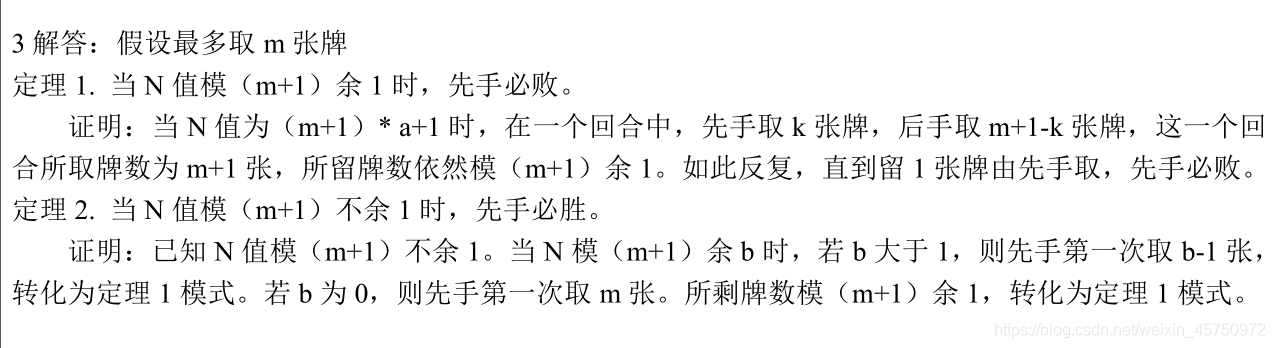 3 解答：假设最多取 m 张牌
定理 1. 当 N 值模（m+1）余 1 时，先手必败。
证明：当 N 值为（m+1）* a+1 时，在一个回合中，先手取 k 张牌，后手取 m+1-k 张牌，这一个回
合所取牌数为 m+1 张，所留牌数依然模（m+1）余 1。如此反复，直到留 1 张牌由先手取，先手必败。
定理 2. 当 N 值模（m+1）不余 1 时，先手必胜。
证明：已知 N 值模（m+1）不余 1。当 N 模（m+1）余 b 时，若 b 大于 1，则先手第一次取 b-1 张，
转化为定理 1 模式。若 b 为 0，则先手第一次取 m 张。所剩牌数模（m+1）余 1，转化为定理 1 模式。
https://blog.csdn.net/weixin_45750972